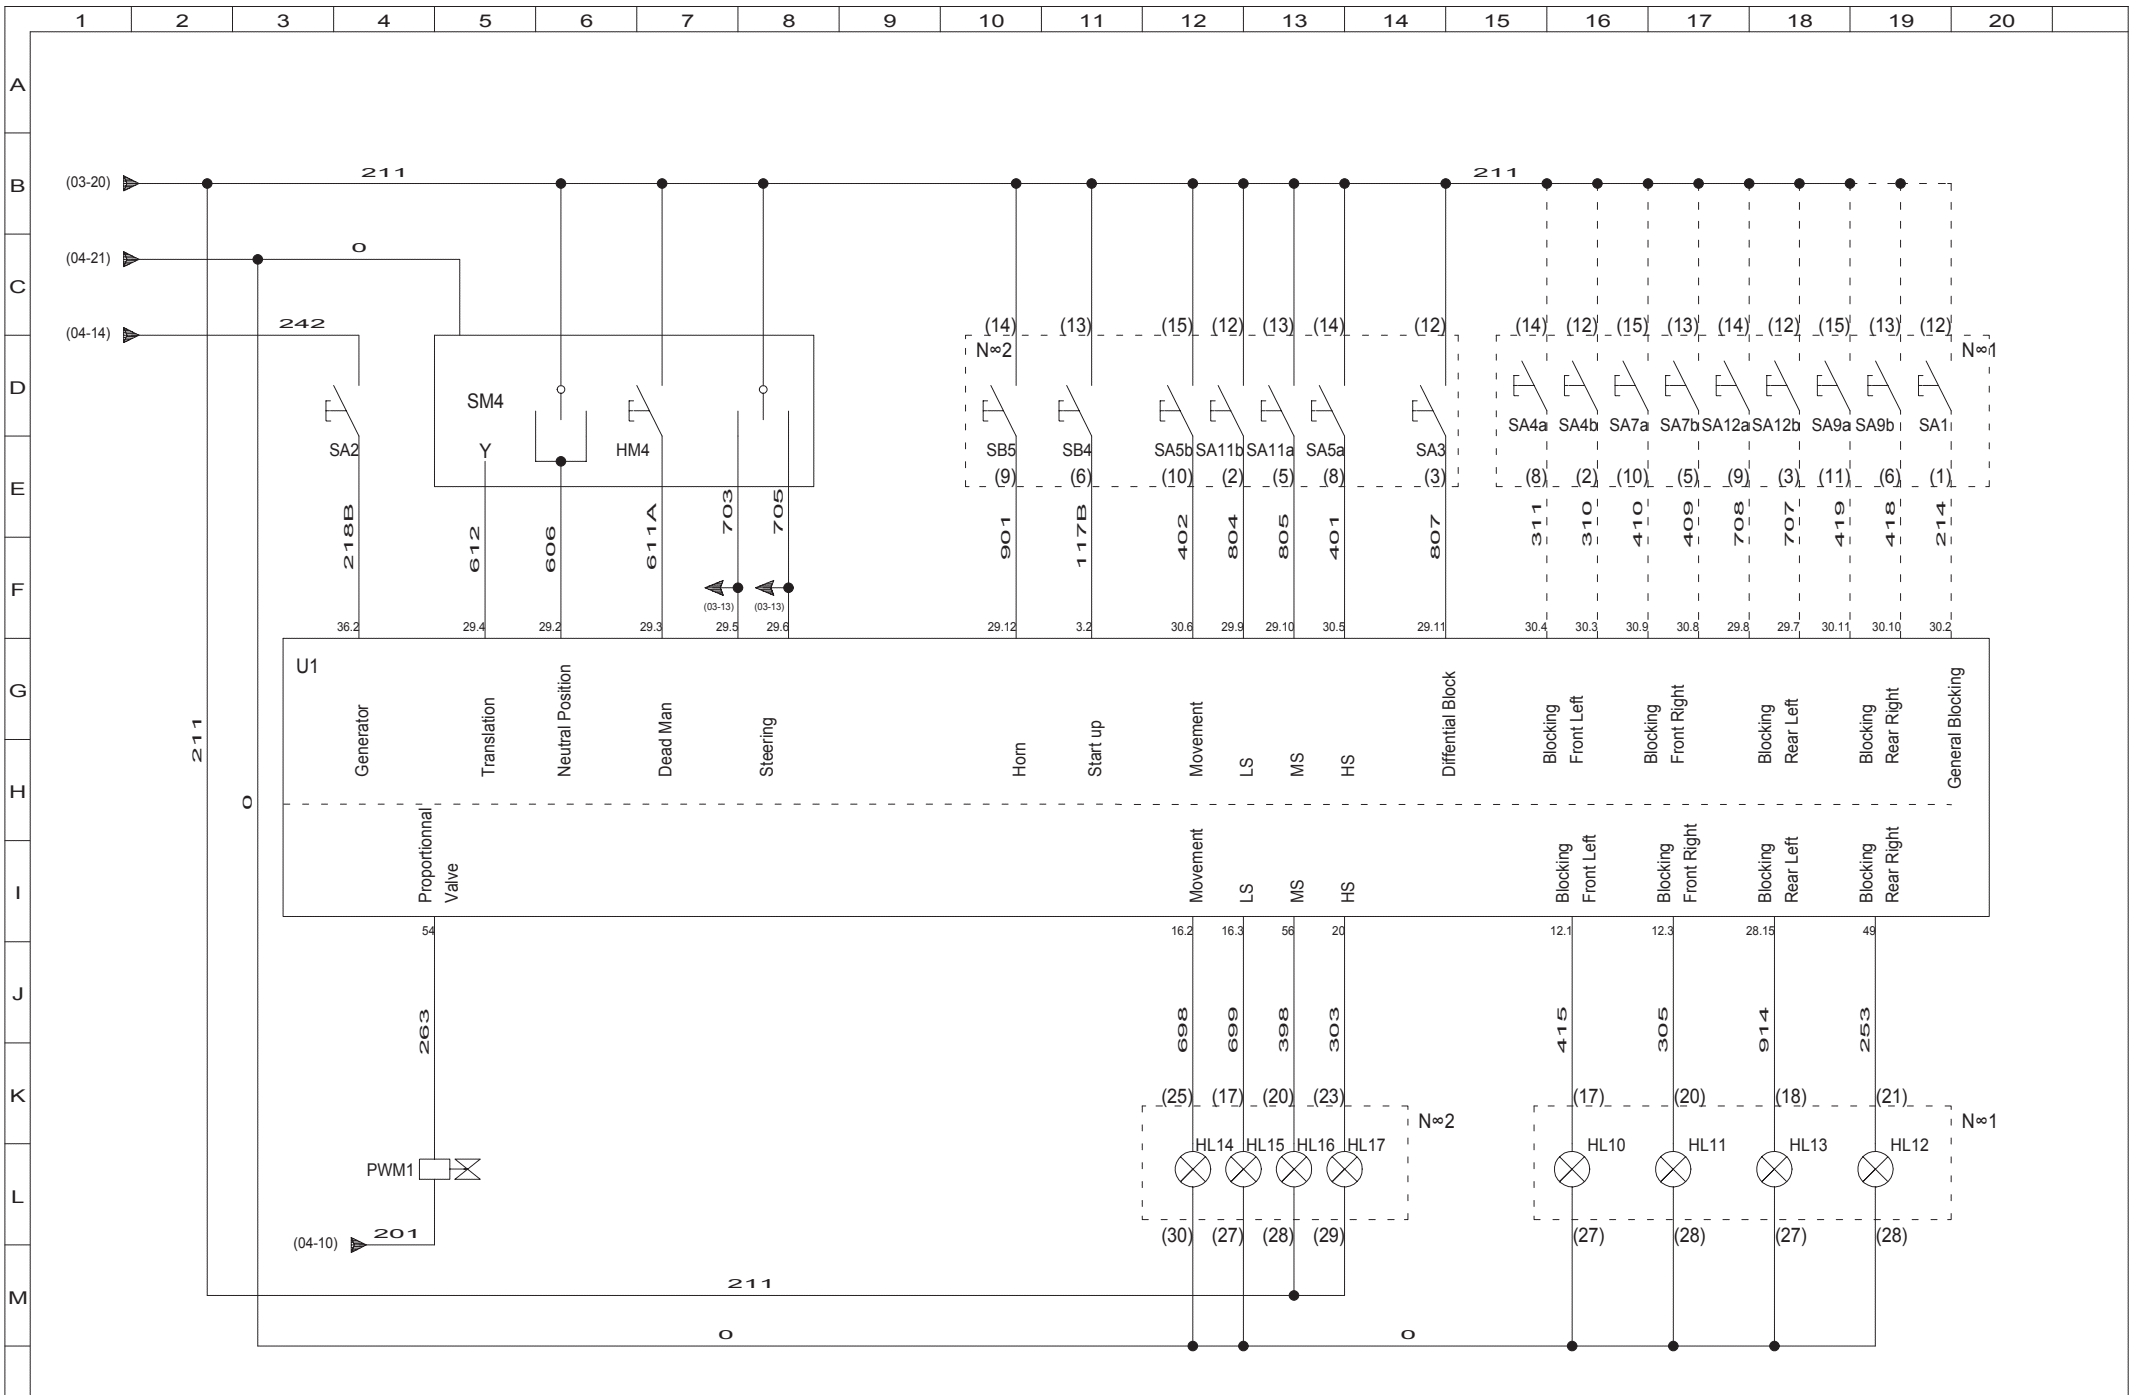 1 2 3 4 5 6 7 8 9 10 11 12 13 14 15 16 17 18 19 20
A
B (03-20) 211 211
(04-21) 0
C
(04-14) 242 (14) (13) (15) (12) (13) (14) (12) (14) (12) (15) (13) (14) (12) (15) (13) (12)
N∞2 N∞1
D
SM4
SA4a SA4b SA7a SA7b SA12a SA12b SA9a SA9b SA1
SA2 Y HM4 SB5 SB4 SA5b SA11b SA11a SA5a SA3
E (9) (6) (10) (2) (5) (8) (3) (8) (2) (10) (5) (9) (3) (11) (6) (1)
218B 612 606 611A 703 705 901 117B 402 804 805 401 807 311 310 410 409 708 707 419 418 214
F
(03-13) (03-13)
36.2 29.4 29.2 29.3 29.5 29.6 29.12 3.2 30.6 29.9 29.10 30.5 29.11 30.4 30.3 30.9 30.8 29.8 29.7 30.11 30.10 30.2
U1
G
211
Generator
Translation
Neutral Position
Dead Man
Steering
Horn
Start up
Movement
LS
MS
HS
Diffential Block
Blocking
Front Left
Blocking
Front Right
Blocking
Rear Left
Blocking
Rear Right
General Blocking
H
0
Proportionnal
Valve
Movement
LS
MS
HS
Blocking
Front Left
Blocking
Front Right
Blocking
Rear Left
Blocking
Rear Right
I
54 16.2 16.3 56 20 12.1 12.3 28.15 49
J
263 698 699 398 303 415 305 914 253
K (25) (17) (20) (23) (17) (20) (18) (21)
N∞2 N∞1
HL14 HL15 HL16 HL17 HL10 HL11 HL13 HL12
PWM1
L
(04-10) 201 (30) (27) (28) (29) (27) (28) (27) (28)
211
M
0 0